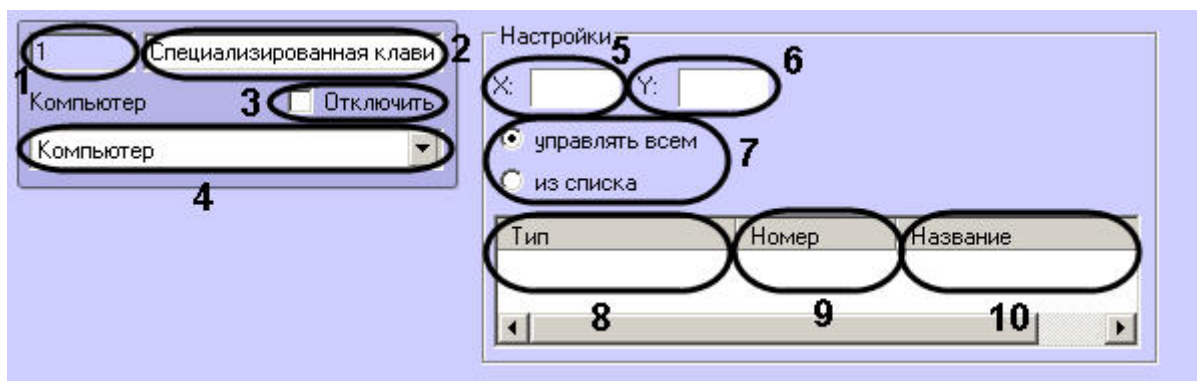 1 Специализированная клави 2
1
Компьютер 3 Отключить
Компьютер
4
Настройки
5 6
X: Y:
управлять всем
7
из списка
Тип Номер Название
8 9 10